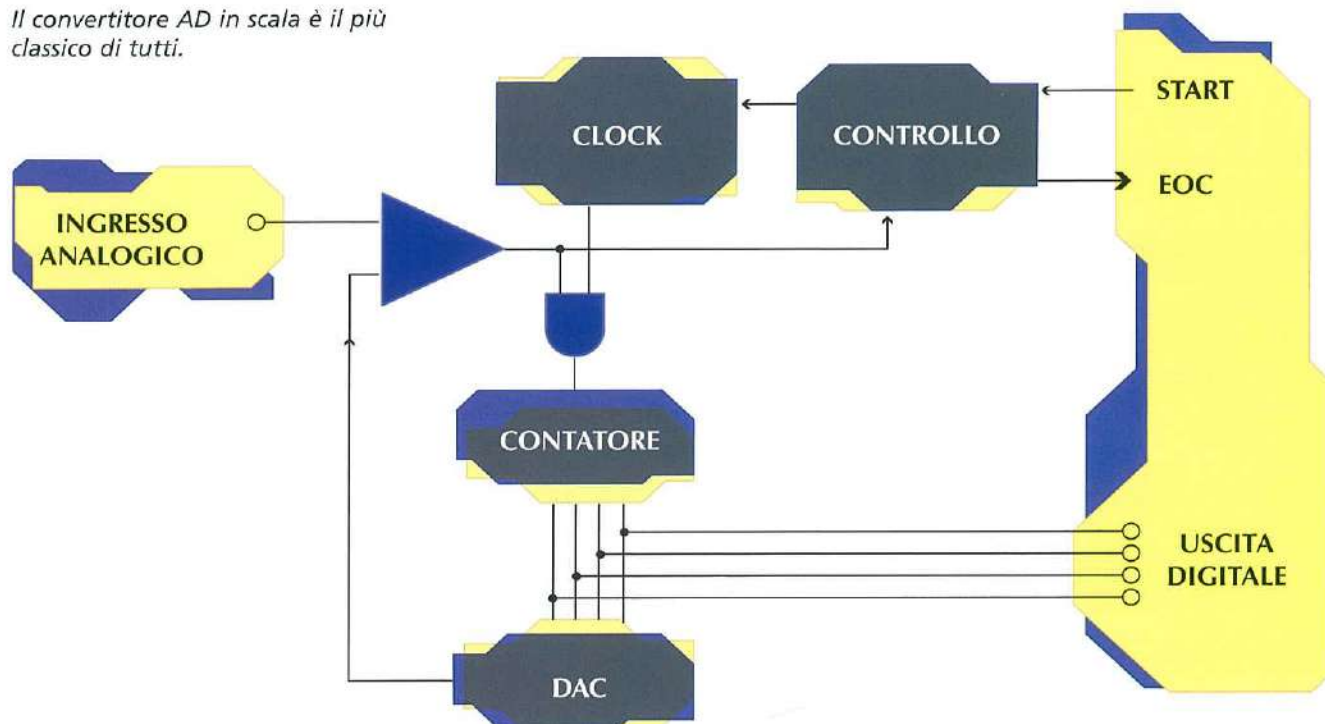 Il convertitore AD in scala è il più
classico di tutti.
START
CLOCK
CONTROLLO
EOC
INGRESSO
ANALOGICO
CONTATORE
USCITA
DIGITALE
DAC